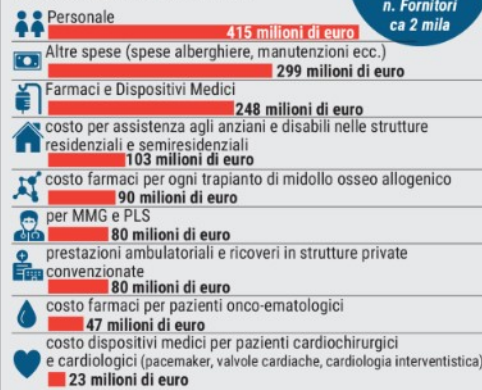 n. Fornitori
ca 2 mila
Personale
415 milioni di euro
Altre spese (spese alberghiere, manutenzioni ecc.)
299 milioni di euro
Farmaci e Dispositivi Medici
248 milioni di euro
costo per assistenza agli anziani e disabili nelle strutture
residenziali e semiresidenziali
103 milioni di euro
costo farmaci per ogni trapianto di midollo osseo allogenico
90 milioni di euro
per MMG e PLS
80 milioni di euro
prestazioni ambulatoriali e ricoveri in strutture private
convenzionate
80 milioni di euro
costo farmaci per pazienti onco-ematologici
47 milioni di euro
costo dispositivi medici per pazienti cardiochirurgici
e cardiologici (pacemaker, valvole cardiache, cardiologia interventistica)
23 milioni di euro